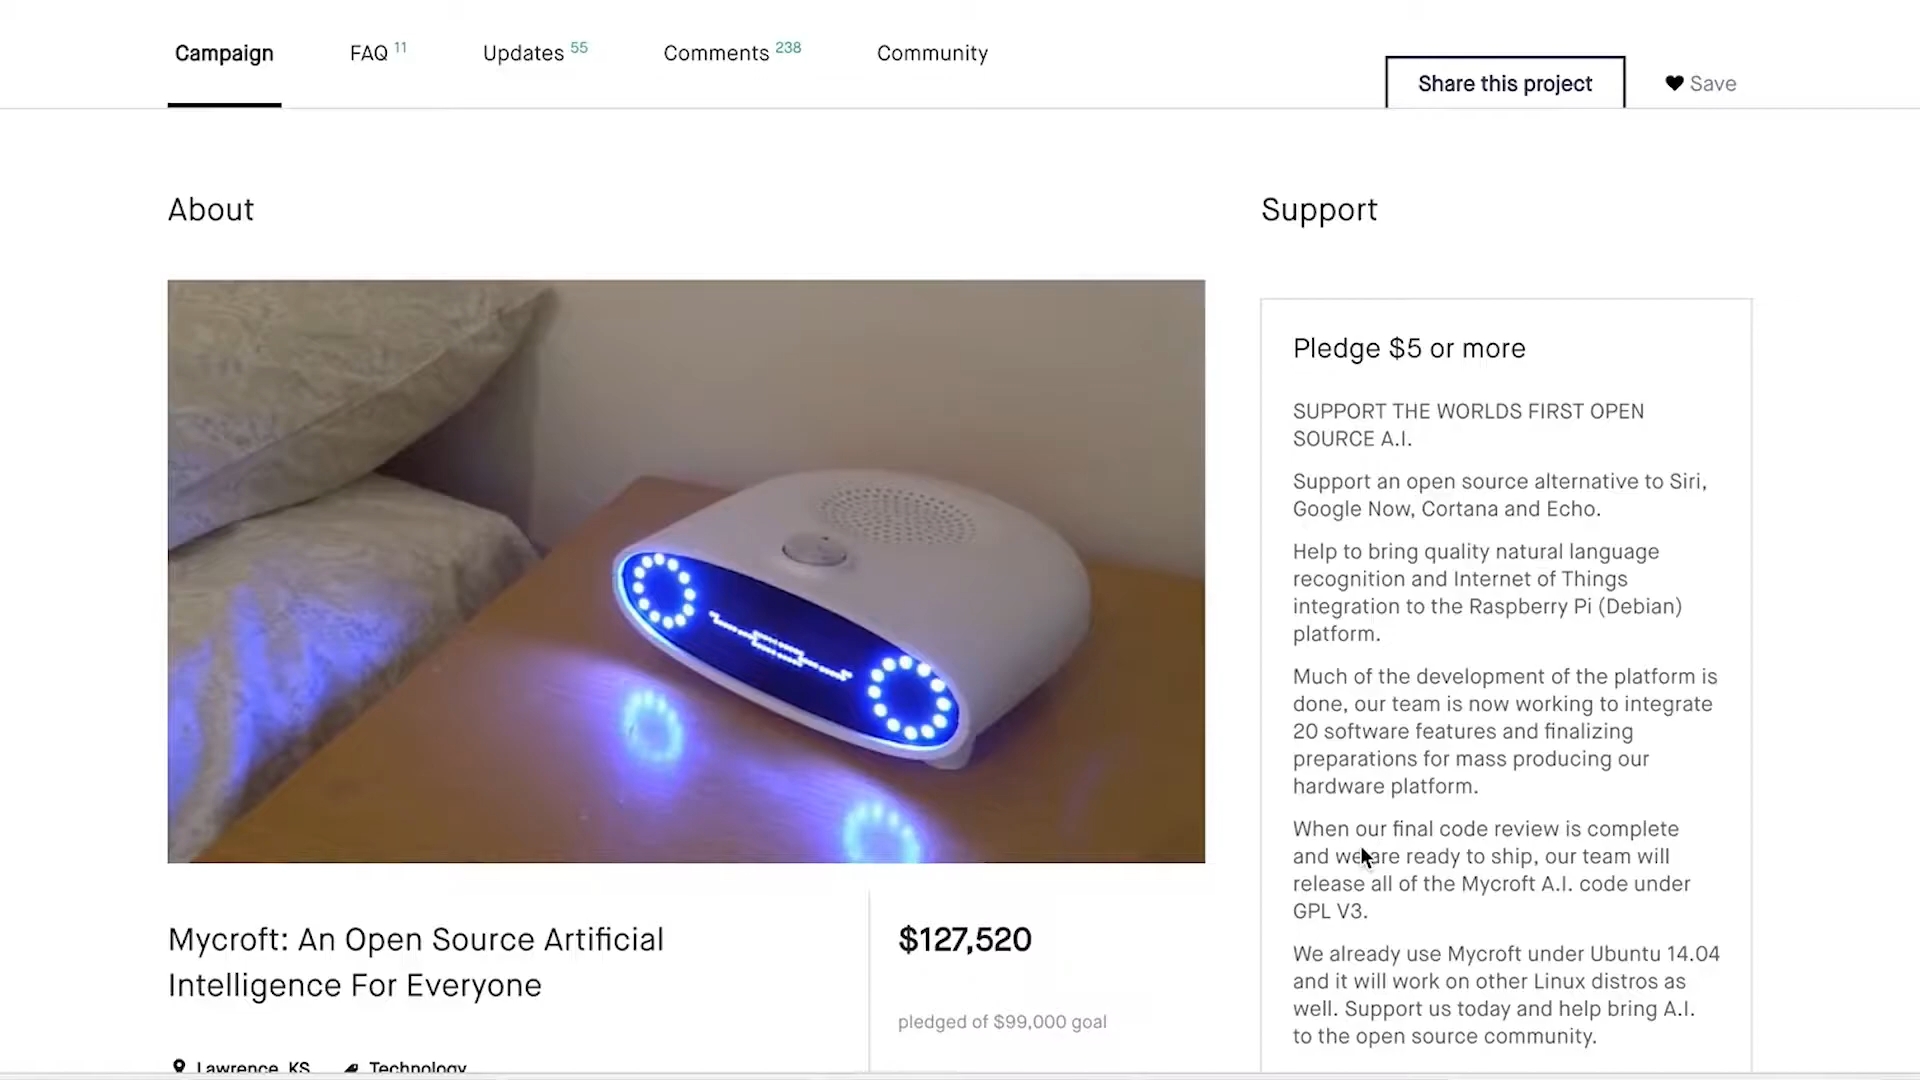 Campaign
FAQ 11
Updates 55
Comments 238
Community
Share this project
Save
About
Support
Pledge $5 or more
SUPPORT THE WORLDS FIRST OPEN
SOURCE A.I.
Support an open source alternative to Siri,
Google Now, Cortana and Echo.
Help to bring quality natural language
recognition and Internet of Things
integration to the Raspberry Pi (Debian)
platform.
Much of the development of the platform is
done, our team is now working to integrate
20 software features and finalizing
preparations for mass producing our
hardware platform.
When our final code review is complete
and we are ready to ship, our team will
release all of the Mycroft A.I. code under
GPL V3.
We already use Mycroft under Ubuntu 14.04
and it will work on other Linux distros as
well. Support us today and help bring A.I.
to the open source community.
Mycroft: An Open Source Artificial
Intelligence For Everyone
$127,520
pledged of $99,000 goal
Lawrence, KS
Technology